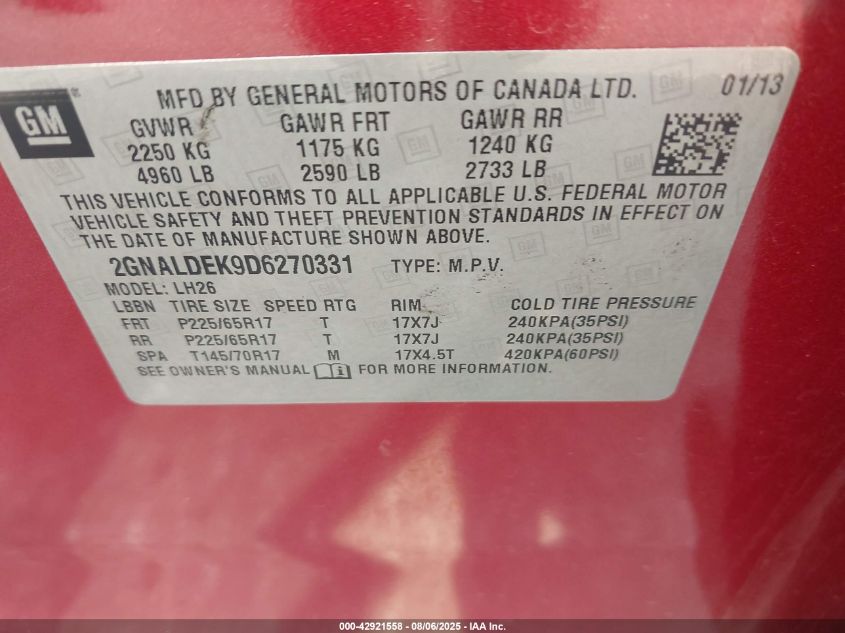 GM ®
MFD BY GENERAL MOTORS OF CANADA LTD. 01/13
GVWR GAWR FRT GAWR RR
2250 KG 1175 KG 1240 KG
4960 LB 2590 LB 2733 LB
THIS VEHICLE CONFORMS TO ALL APPLICABLE U.S. FEDERAL MOTOR
VEHICLE SAFETY AND THEFT PREVENTION STANDARDS IN EFFECT ON
THE DATE OF MANUFACTURE SHOWN ABOVE.
2GNALDEK9D6270331 TYPE: M.P.V.
MODEL: LH26
LBBN TIRE SIZE SPEED RTG RIM COLD TIRE PRESSURE
FRT P225/65R17 T 17X7J 240KPA(35PSI)
RR P225/65R17 T 17X7J 240KPA(35PSI)
SPA T145/70R17 M 17X4.5T 420KPA(60PSI)
SEE OWNER'S MANUAL FOR MORE INFORMATION.
000-42921558 - 08/06/2025 - IAA Inc.